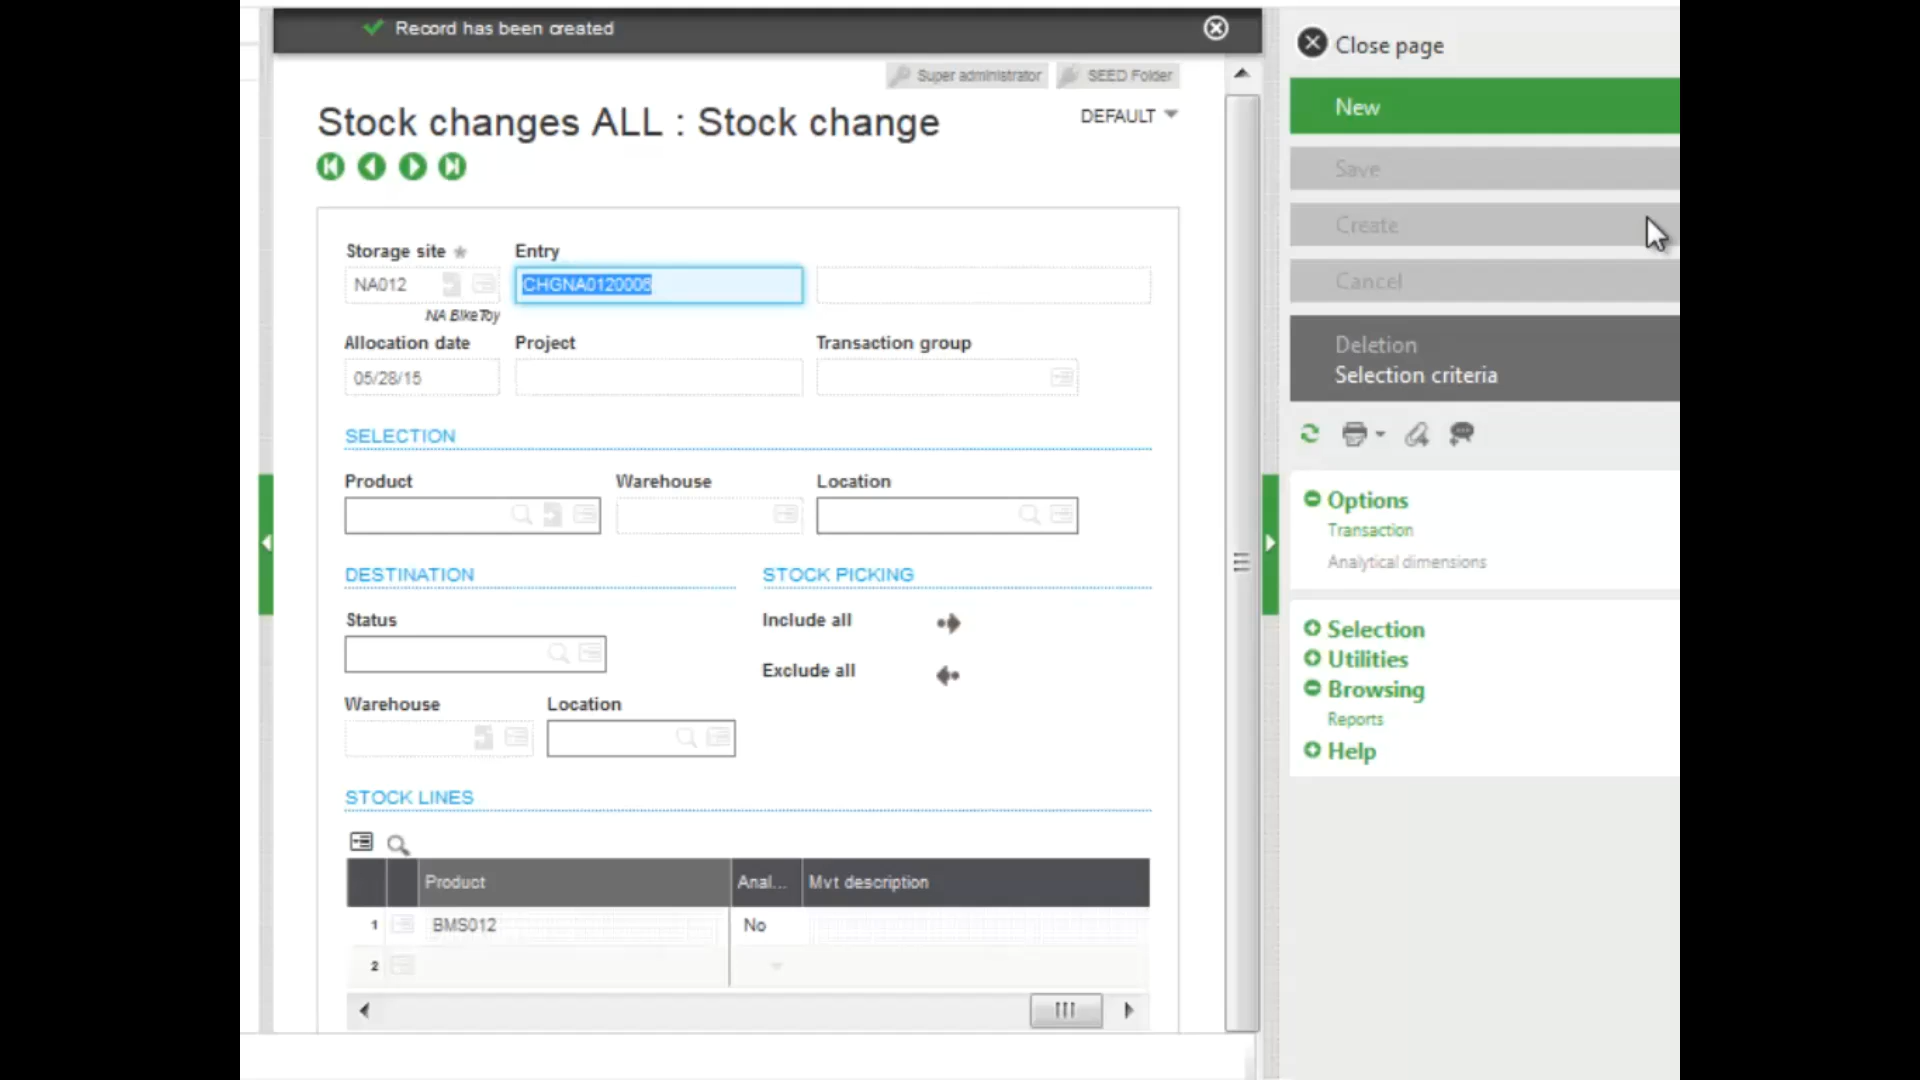 Record has been created
Super administrator
SEED Folder
Stock changes ALL : Stock change
DEFAULT
Storage site *
Entry
NA012
CHGNA0120006
NA BikeToy
Allocation date
Project
Transaction group
05/28/15
SELECTION
Product
Warehouse
Location
DESTINATION
STOCK PICKING
Status
Include all
Exclude all
Warehouse
Location
STOCK LINES
Product
Anal...
Mvt description
1
BMS012
No
2
Close page
New
Save
Create
Cancel
Deletion
Selection criteria
Options
Transaction
Analytical dimensions
Selection
Utilities
Browsing
Reports
Help